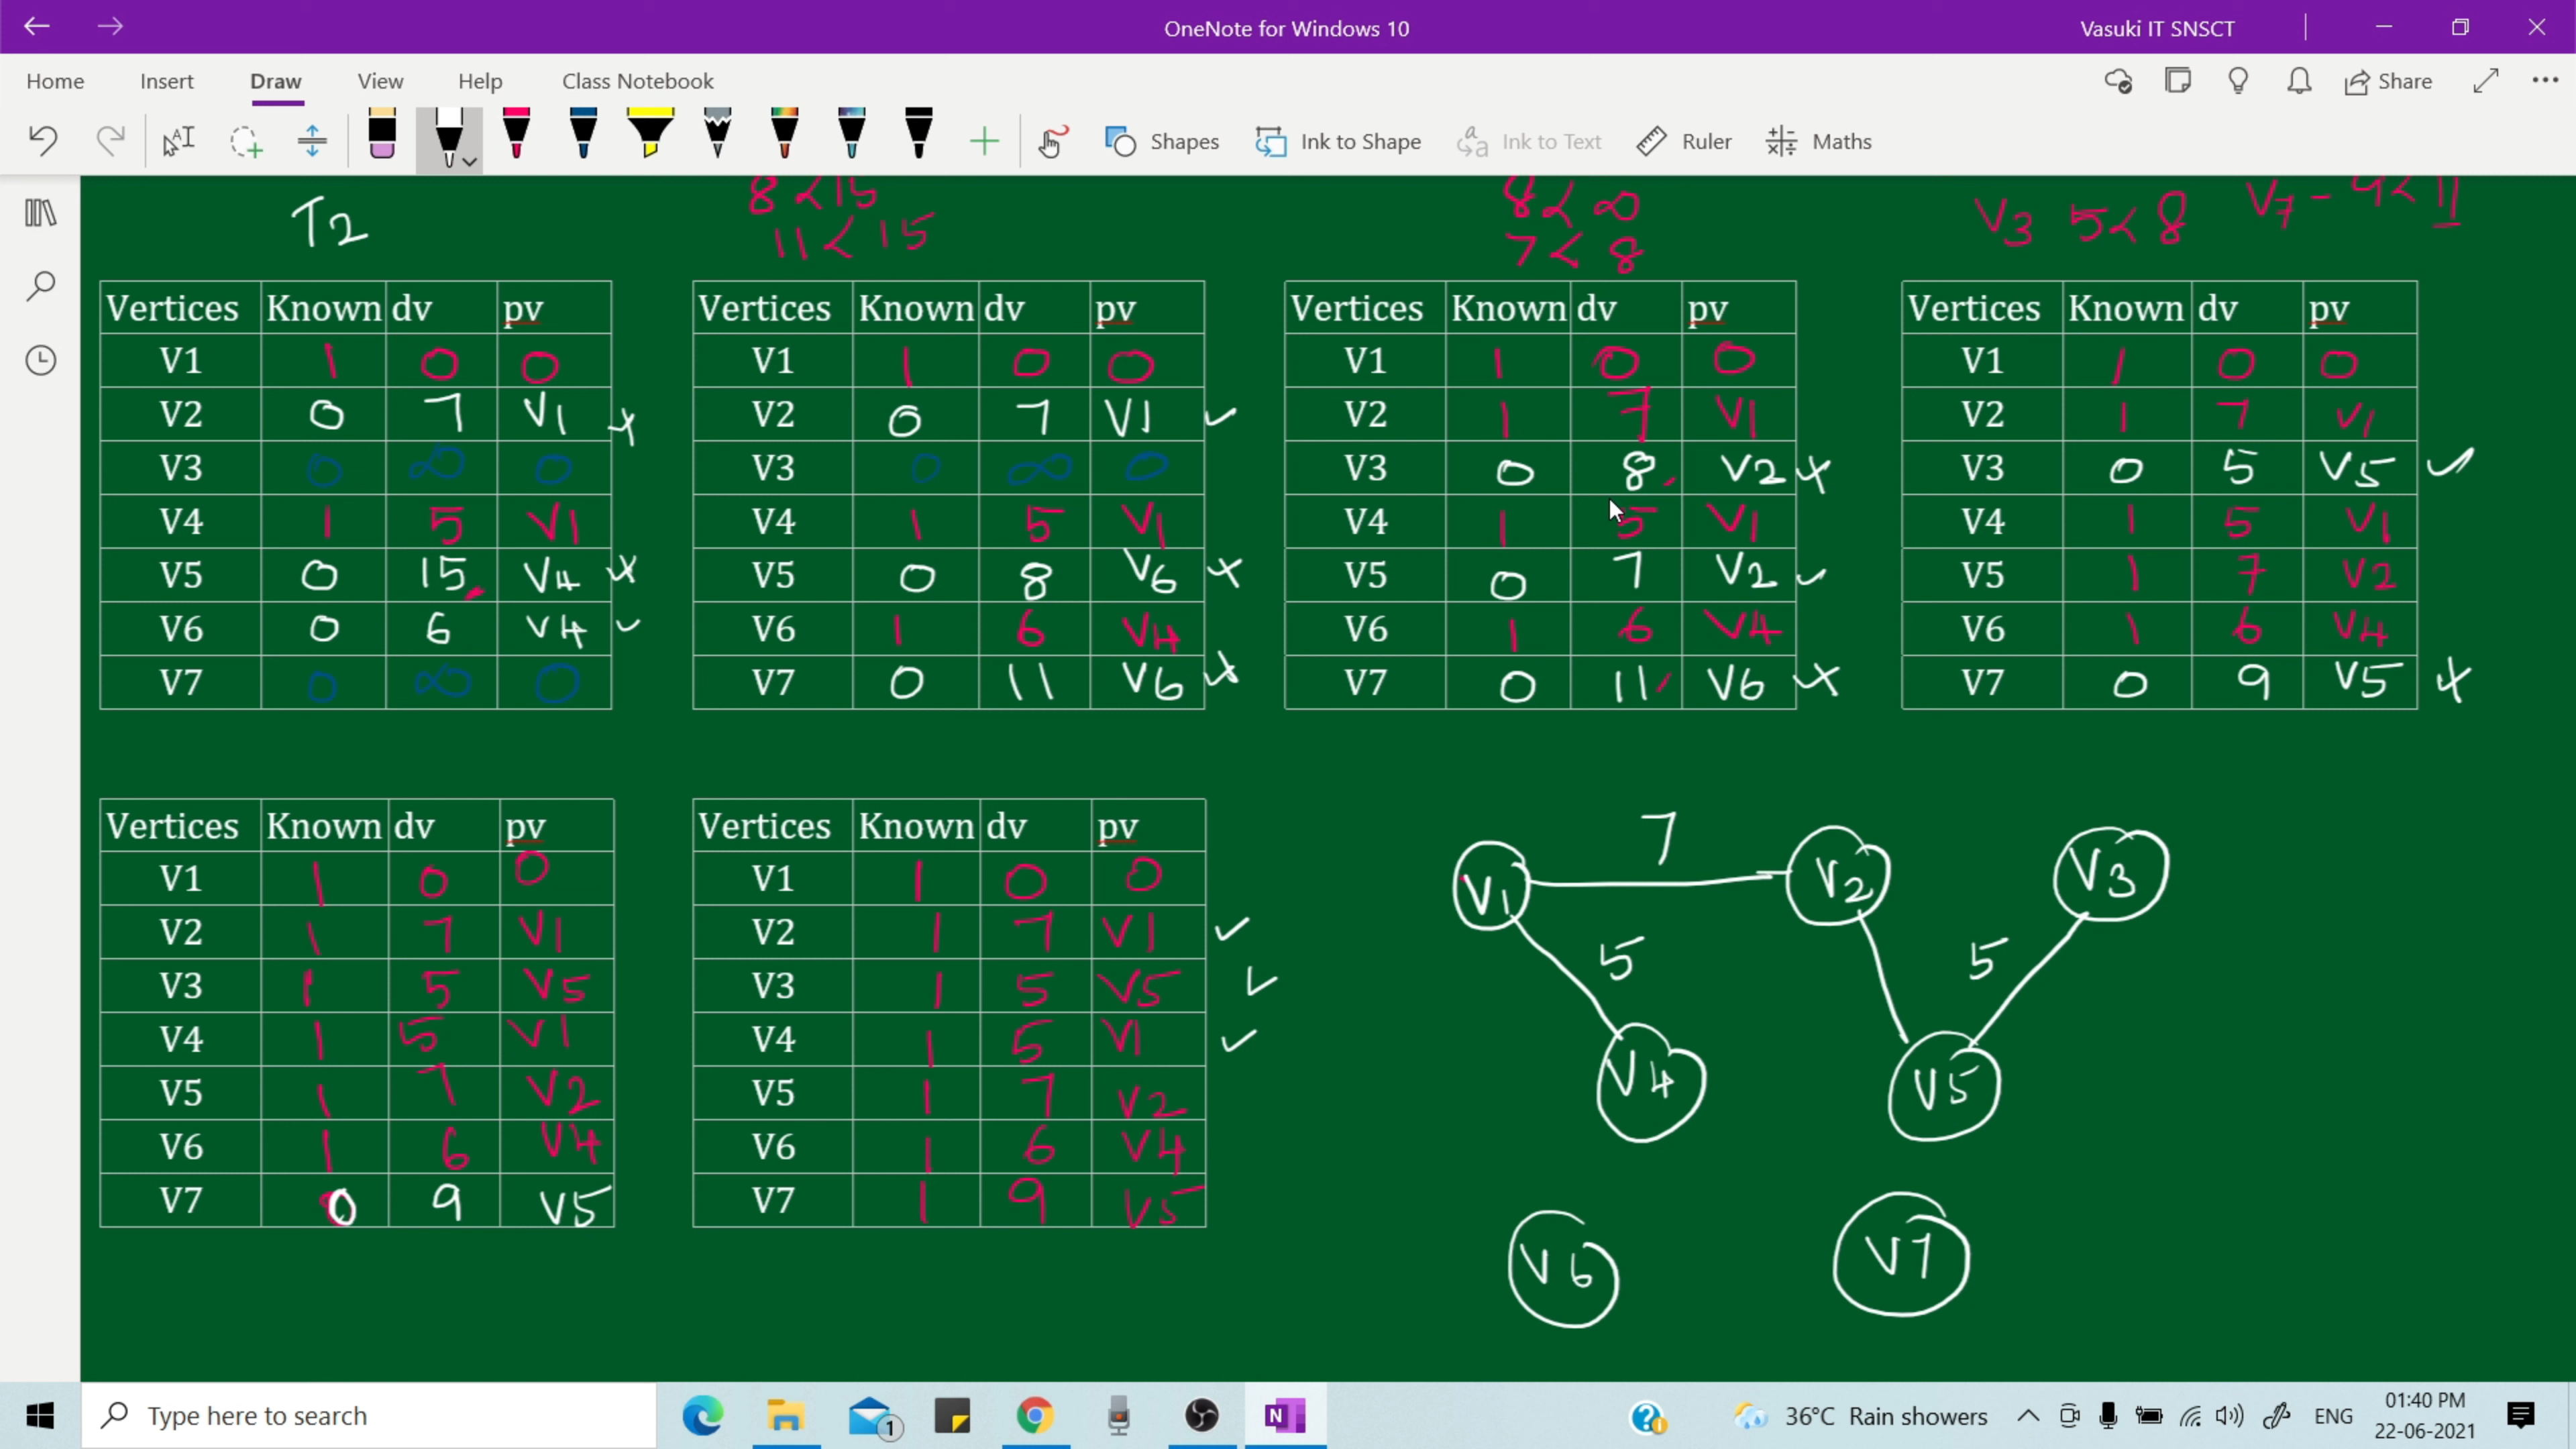 OneNote for Windows 10
Vasuki IT SNSCT
Home Insert Draw View Help Class Notebook
Share
Shapes Ink to Shape Ink to Text Ruler Maths
T2
8 < 15
11 < 15
8 < ∞
7 < 8
V3 5 < 8
V7 - 9 < 11
Vertices Known dv pv
V1 1 0 0
V2 0 7 V1 x
V3 0 ∞ 0
V4 1 5 V1
V5 0 15 V4 x
V6 0 6 V4 ✓
V7 0 ∞ 0
Vertices Known dv pv
V1 1 0 0
V2 0 7 V1 ✓
V3 0 ∞ 0
V4 1 5 V1
V5 0 8 V6 x
V6 1 6 V4
V7 0 11 V6 x
Vertices Known dv pv
V1 1 0 0
V2 1 7 V1
V3 0 8 V2 x
V4 1 5 V1
V5 0 7 V2 ✓
V6 1 6 V4
V7 0 11 V6 x
Vertices Known dv pv
V1 1 0 0
V2 1 7 V1
V3 0 5 V5 ✓
V4 1 5 V1
V5 1 7 V2
V6 1 6 V4
V7 0 9 V5 x
Vertices Known dv pv
V1 1 0 0
V2 1 7 V1
V3 1 5 V5
V4 1 5 V1
V5 1 7 V2
V6 1 6 V4
V7 0 9 V5
Vertices Known dv pv
V1 1 0 0
V2 1 7 V1 ✓
V3 1 5 V5 ✓
V4 1 5 V1 ✓
V5 1 7 V2
V6 1 6 V4
V7 1 9 V5
7
V1 V2 V3
5 5
V4 V5
V6 V7
Type here to search
1
36°C Rain showers
ENG
01:40 PM
22-06-2021